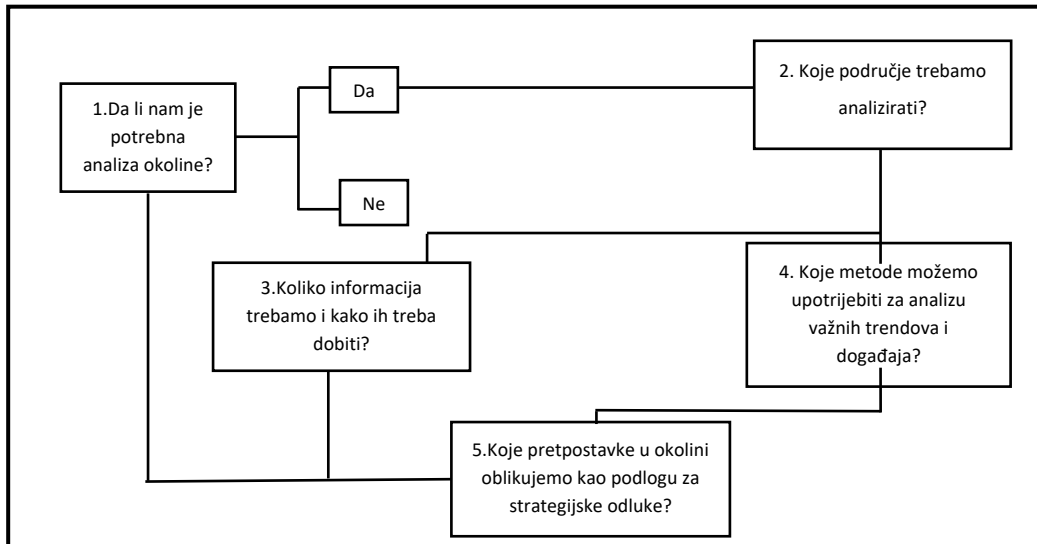 1.Da li nam je
potrebna
analiza okoline?
Da
Ne
2. Koje područje trebamo
analizirati?
3.Koliko informacija
trebamo i kako ih treba
dobiti?
4. Koje metode možemo
upotrijebiti za analizu
važnih trendova i
događaja?
5.Koje pretpostavke u okolini
oblikujemo kao podlogu za
strategijske odluke?